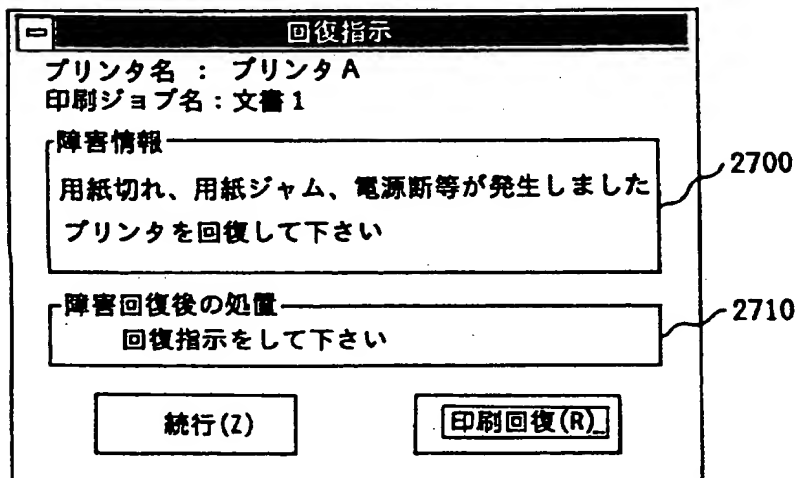 回復指示
プリンタ名 : プリンタA
印刷ジョブ名:文書1
障害情報
用紙切れ、用紙ジャム、電源断等が発生しました
プリンタを回復して下さい
2700
障害回復後の処置
回復指示をして下さい
2710
続行(Z)
印刷回復(R)